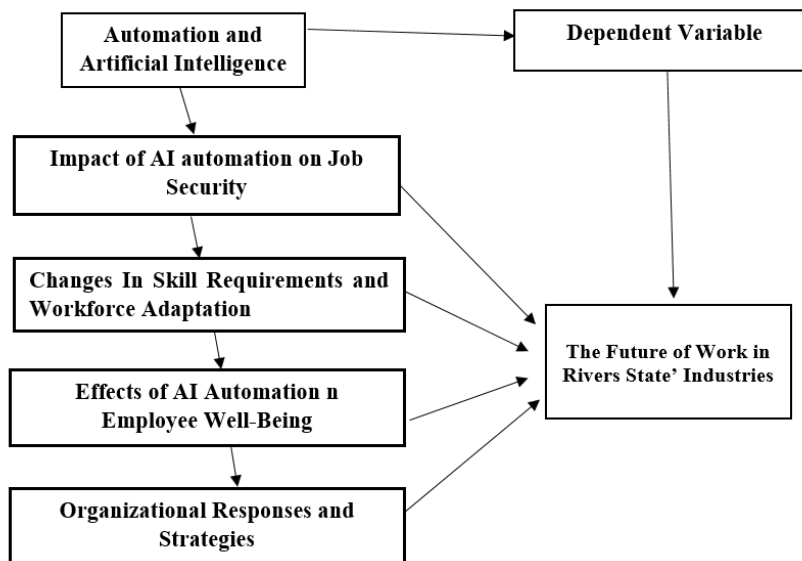 Automation and
Artificial Intelligence
Dependent Variable
Impact of AI automation on Job
Security
Changes In Skill Requirements and
Workforce Adaptation
Effects of AI Automation n
Employee Well-Being
Organizational Responses and
Strategies
The Future of Work in
Rivers State’ Industries